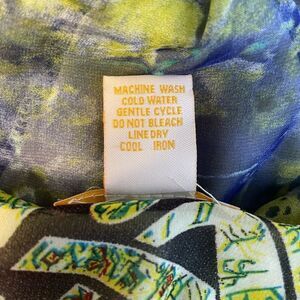 MACHINE WASH
COLD WATER
GENTLE CYCLE
DO NOT BLEACH
LINE DRY
COOL IRON